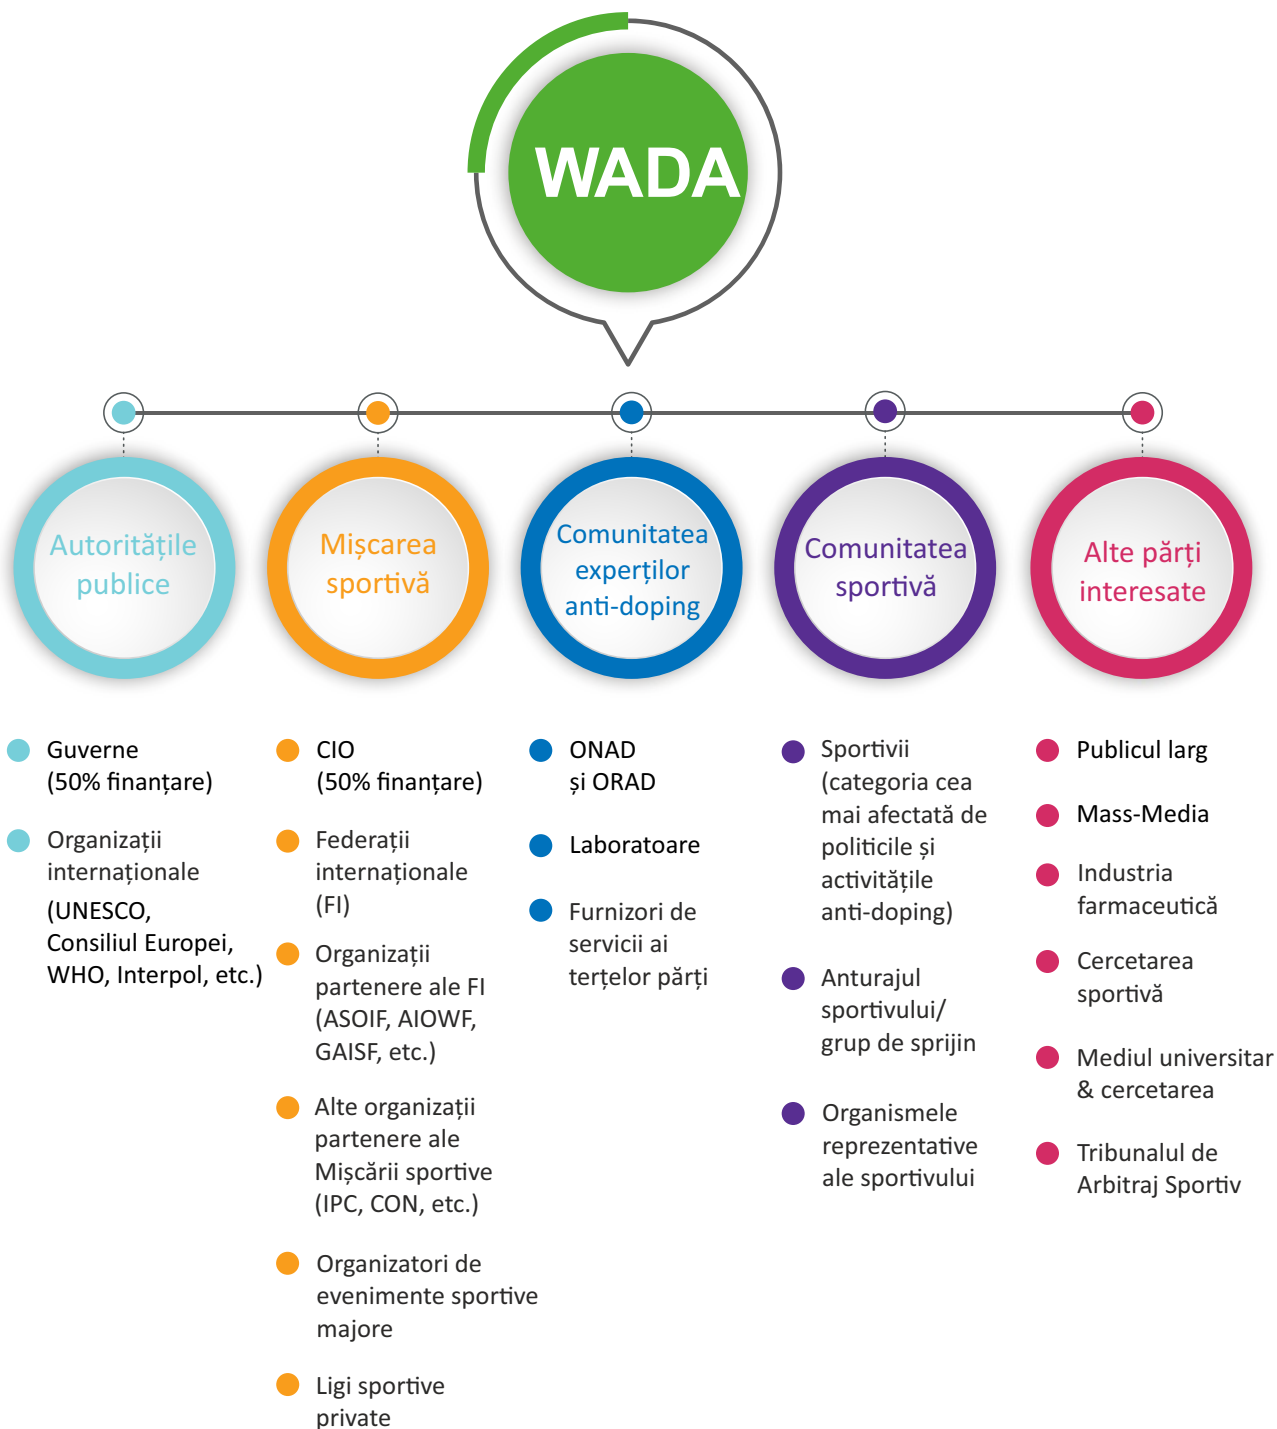 WADA
Autoritățile
publice
Mișcarea
sportivă
Comunitatea
experților
anti-doping
Comunitatea
sportivă
Alte părți
interesate
Guverne
(50% finanțare)
Organizații
internaționale
(UNESCO,
Consiliul Europei,
WHO, Interpol, etc.)
CIO
(50% finanțare)
Federații
internaționale
(FI)
Organizații
partenere ale FI
(ASOIF, AIOWF,
GAISF, etc.)
Alte organizații
partenere ale
Mișcării sportive
(IPC, CON, etc.)
Organizatori de
evenimente sportive
majore
Ligi sportive
private
ONAD
și ORAD
Laboratoare
Furnizori de
servicii ai
terțelor părți
Sportivii
(categoria cea
mai afectată de
politicile și
activitățile
anti-doping)
Anturajul
sportivului/
grup de sprijin
Organismele
reprezentative
ale sportivului
Publicul larg
Mass-Media
Industria
farmaceutică
Cercetarea
sportivă
Mediul universitar
& cercetarea
Tribunalul de
Arbitraj Sportiv